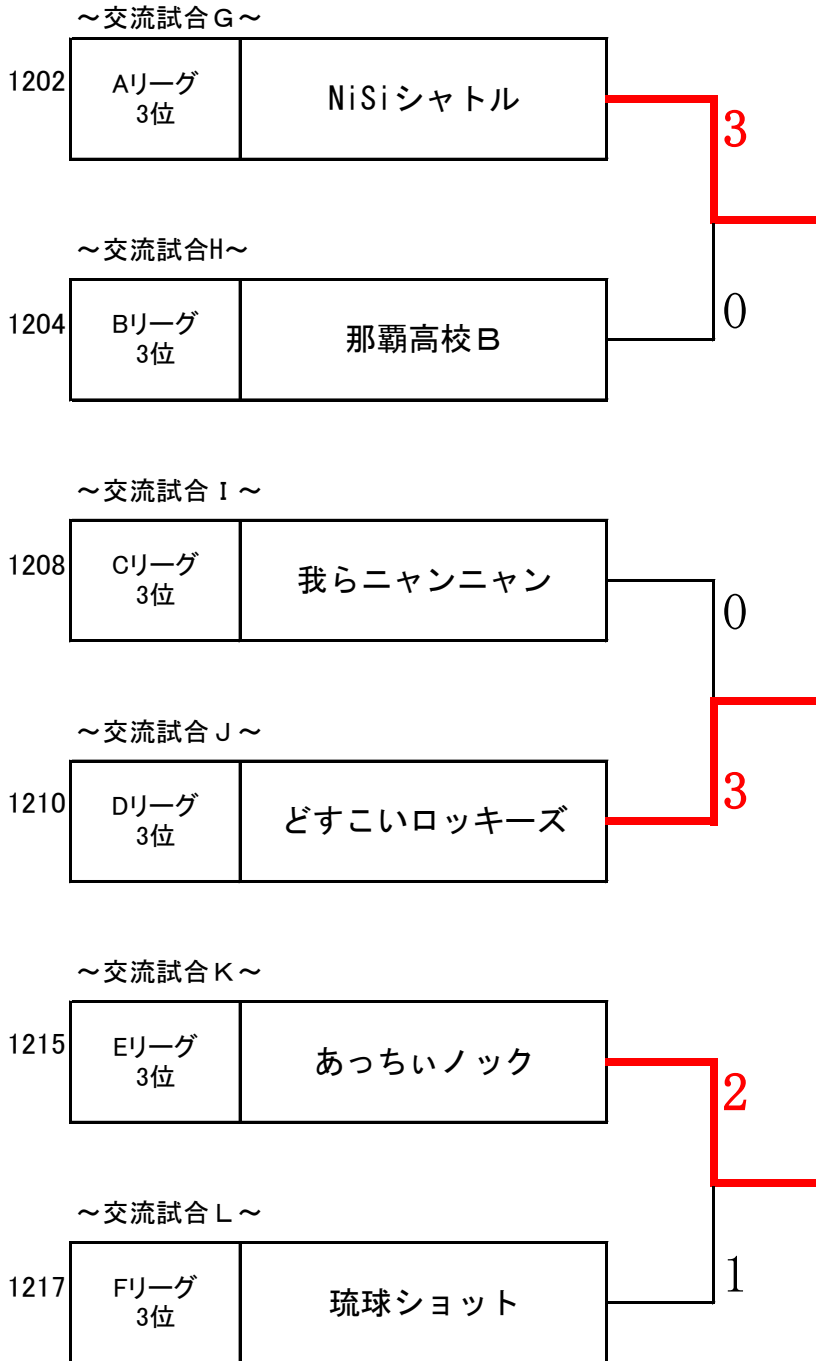 ～交流試合Ｇ～
1202
Aリーグ
3位
NiSiシャトル
3
～交流試合H～
1204
Bリーグ
3位
那覇高校Ｂ
0
～交流試合Ｉ～
1208
Cリーグ
3位
我らニャンニャン
0
～交流試合Ｊ～
1210
Dリーグ
3位
どすこいロッキーズ
3
～交流試合Ｋ～
1215
Eリーグ
3位
あっちぃノック
2
～交流試合Ｌ～
1217
Fリーグ
3位
琉球ショット
1